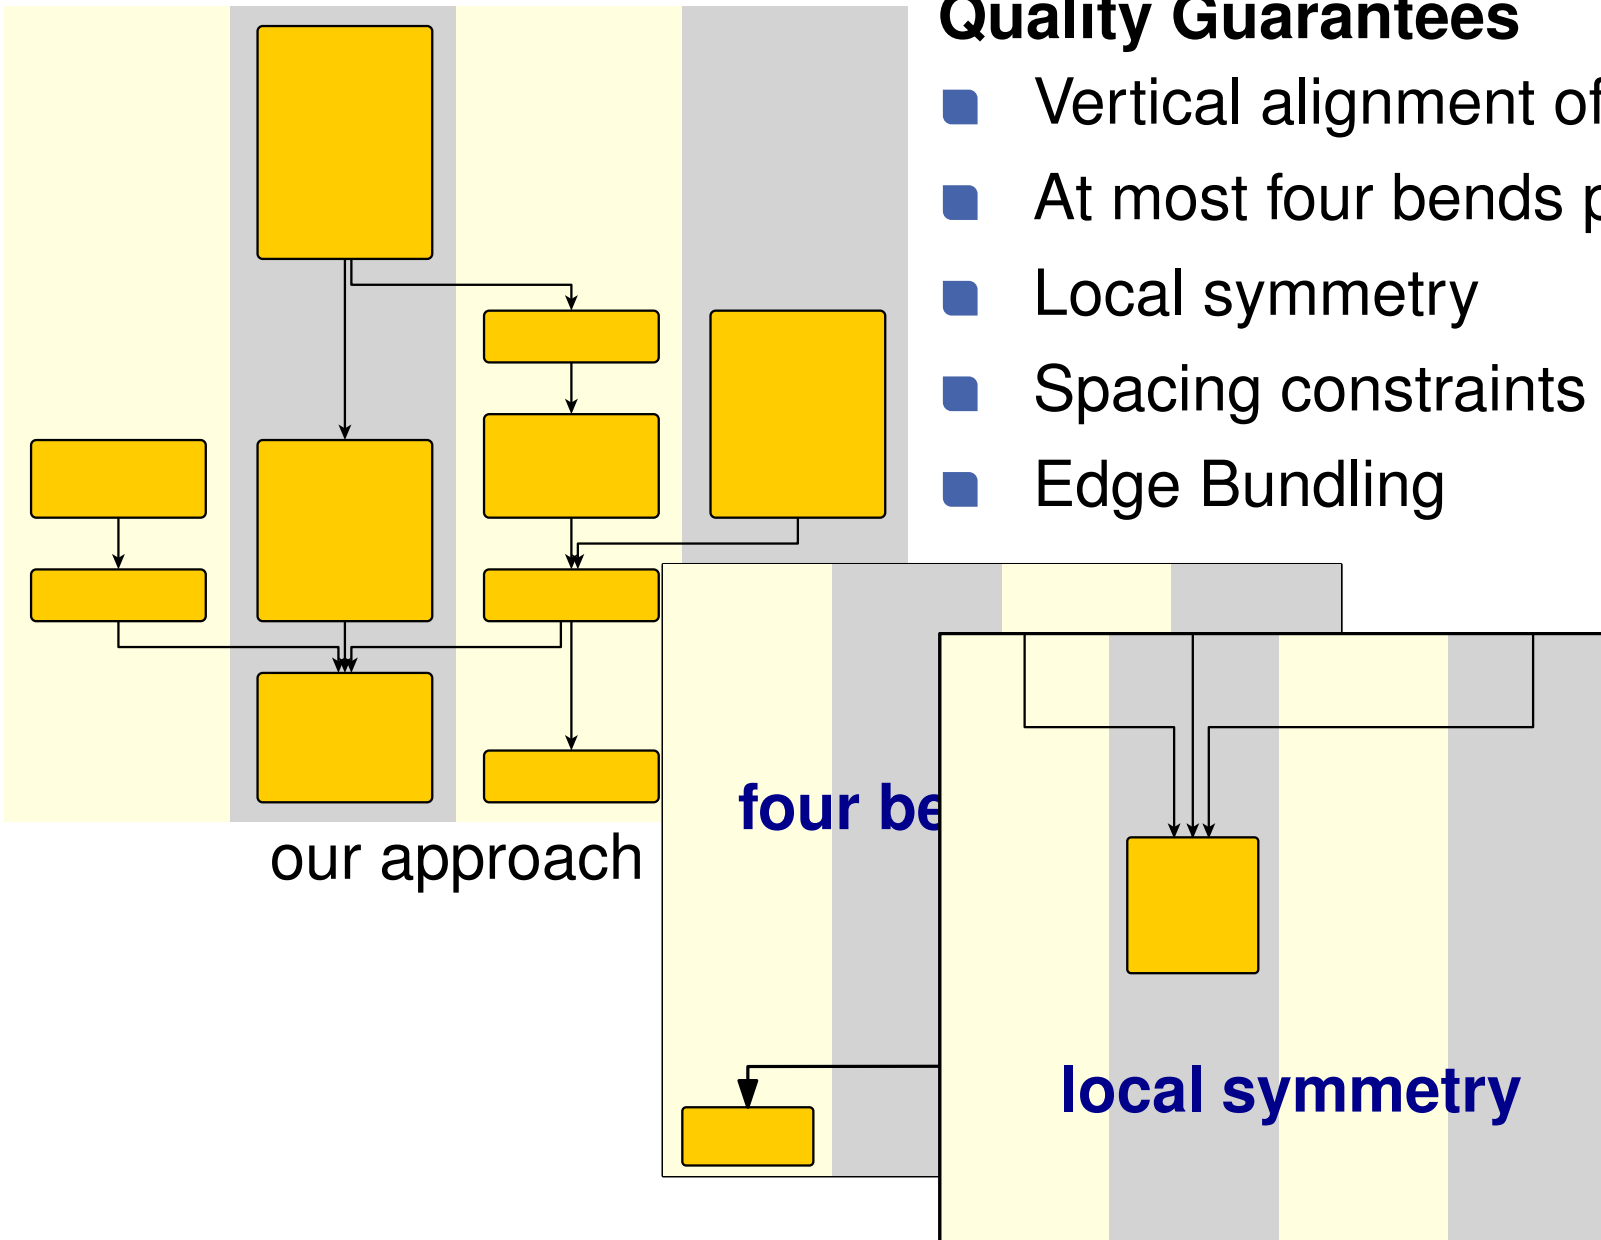 Quality Guarantees
Vertical alignment of
At most four bends p
Local symmetry
Spacing constraints
Edge Bundling
our approach
four be
local symmetry